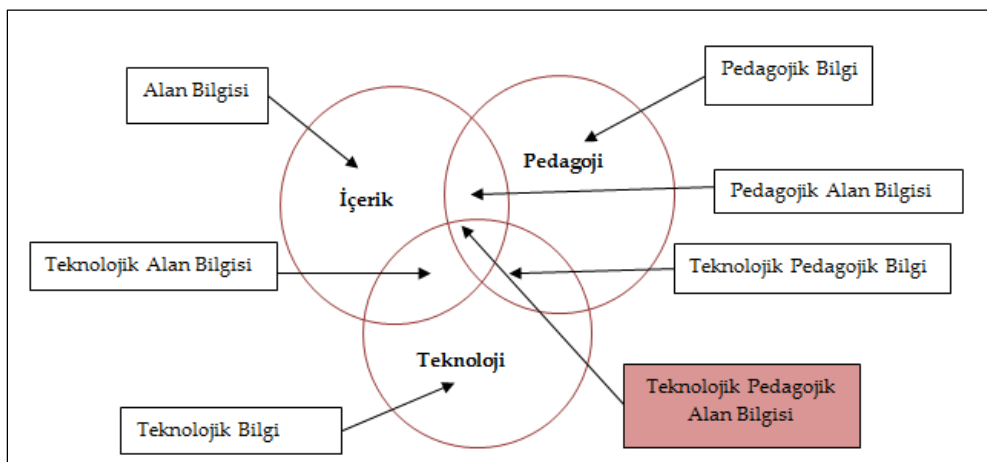 Pedagojik Bilgi
Alan Bilgisi
Pedagoji
İçerik
Pedagojik Alan Bilgisi
Teknolojik Alan Bilgisi
Teknolojik Pedagojik Bilgi
Teknoloji
Teknolojik Pedagojik
Alan Bilgisi
Teknolojik Bilgi